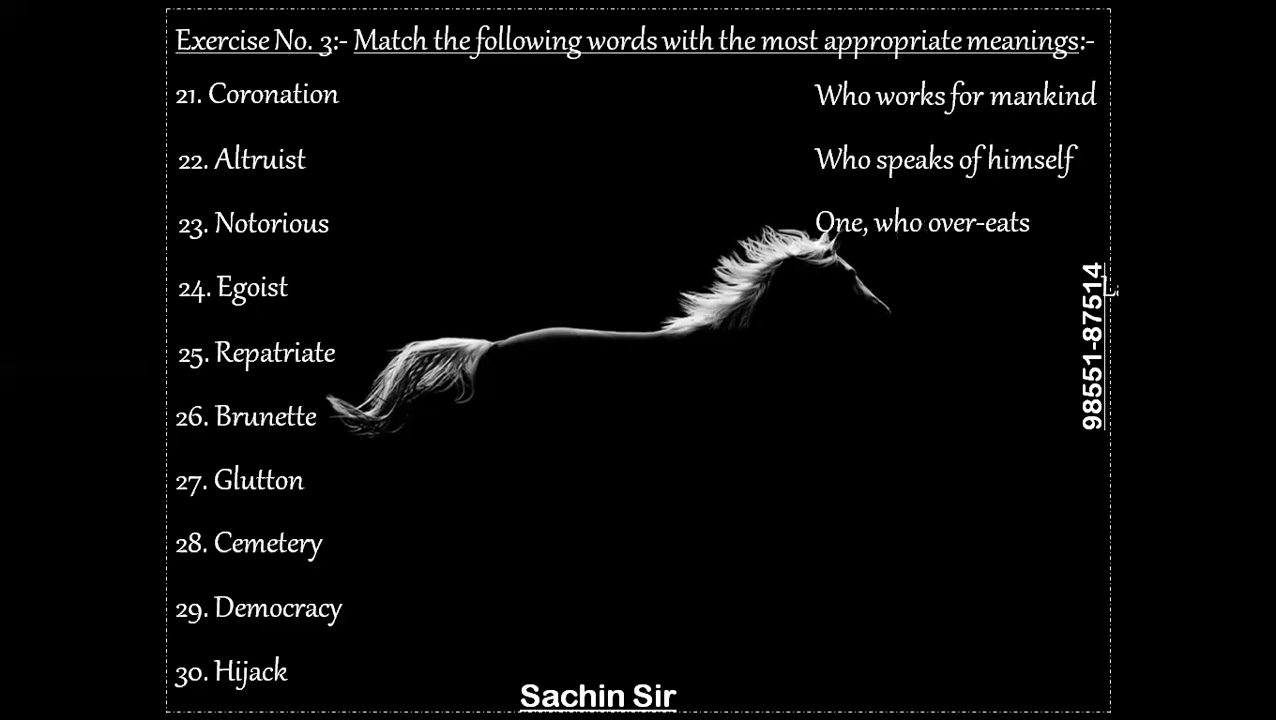 Exercise No. 3:- Match the following words with the most appropriate meanings:-
21. Coronation
Who works for mankind
22. Altruist
Who speaks of himself
23. Notorious
One, who over-eats
24. Egoist
25. Repatriate
26. Brunette
27. Glutton
28. Cemetery
29. Democracy
30. Hijack
98551-87514
Sachin Sir